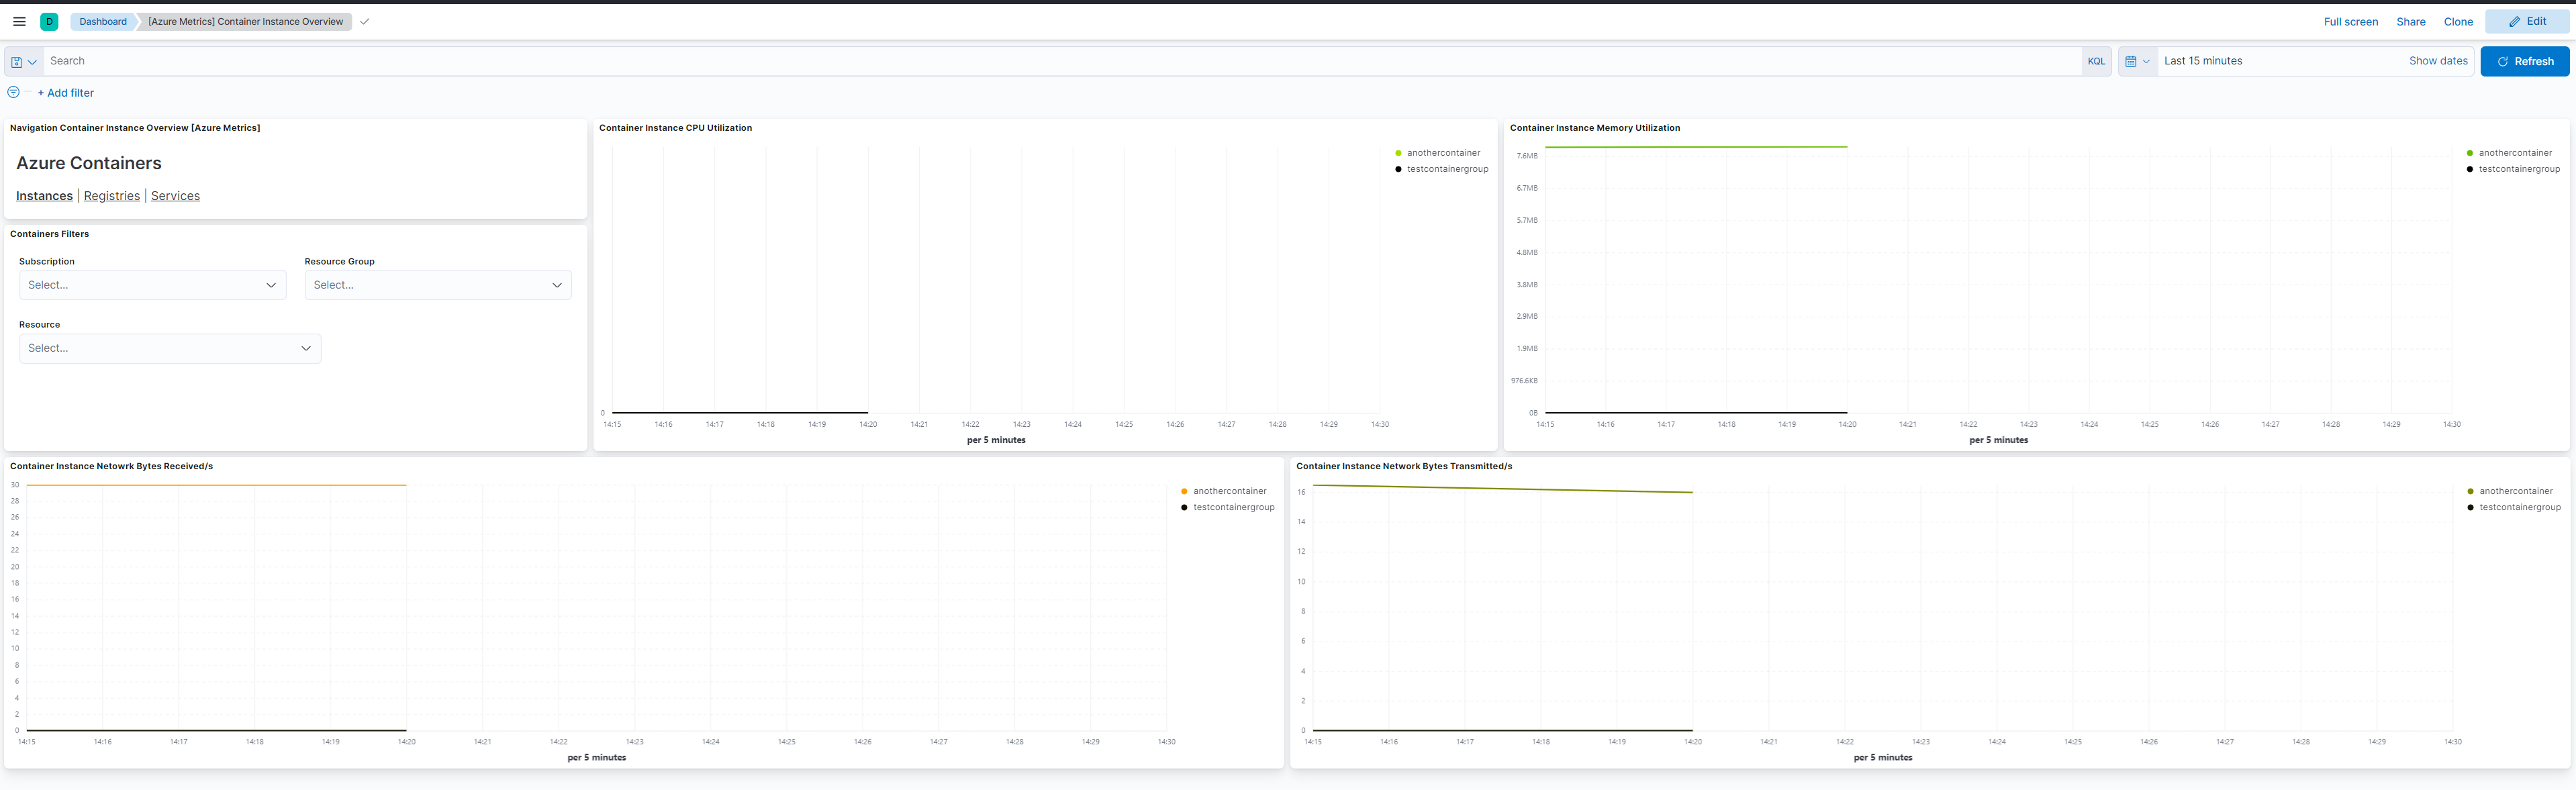 D Dashboard [Azure Metrics] Container Instance Overview Full screen Share Clone Edit
Search KQL Last 15 minutes Show dates Refresh
+ Add filter
Navigation Container Instance Overview [Azure Metrics]
Azure Containers
Instances | Registries | Services
Containers Filters
Subscription Resource Group
Select... Select...
Resource
Select...
Container Instance CPU Utilization
anothercontainer
testcontainergroup
0
14:15 14:16 14:17 14:18 14:19 14:20 14:21 14:22 14:23 14:24 14:25 14:26 14:27 14:28 14:29 14:30
per 5 minutes
Container Instance Memory Utilization
anothercontainer
testcontainergroup
7.6MB
6.7MB
5.7MB
4.8MB
3.8MB
2.9MB
1.9MB
976.6KB
0B
14:15 14:16 14:17 14:18 14:19 14:20 14:21 14:22 14:23 14:24 14:25 14:26 14:27 14:28 14:29 14:30
per 5 minutes
Container Instance Netowrk Bytes Received/s
anothercontainer
testcontainergroup
30
28
26
24
22
20
18
16
14
12
10
8
6
4
2
0
14:15 14:16 14:17 14:18 14:19 14:20 14:21 14:22 14:23 14:24 14:25 14:26 14:27 14:28 14:29 14:30
per 5 minutes
Container Instance Network Bytes Transmitted/s
anothercontainer
testcontainergroup
16
14
12
10
8
6
4
2
0
14:15 14:16 14:17 14:18 14:19 14:20 14:21 14:22 14:23 14:24 14:25 14:26 14:27 14:28 14:29 14:30
per 5 minutes